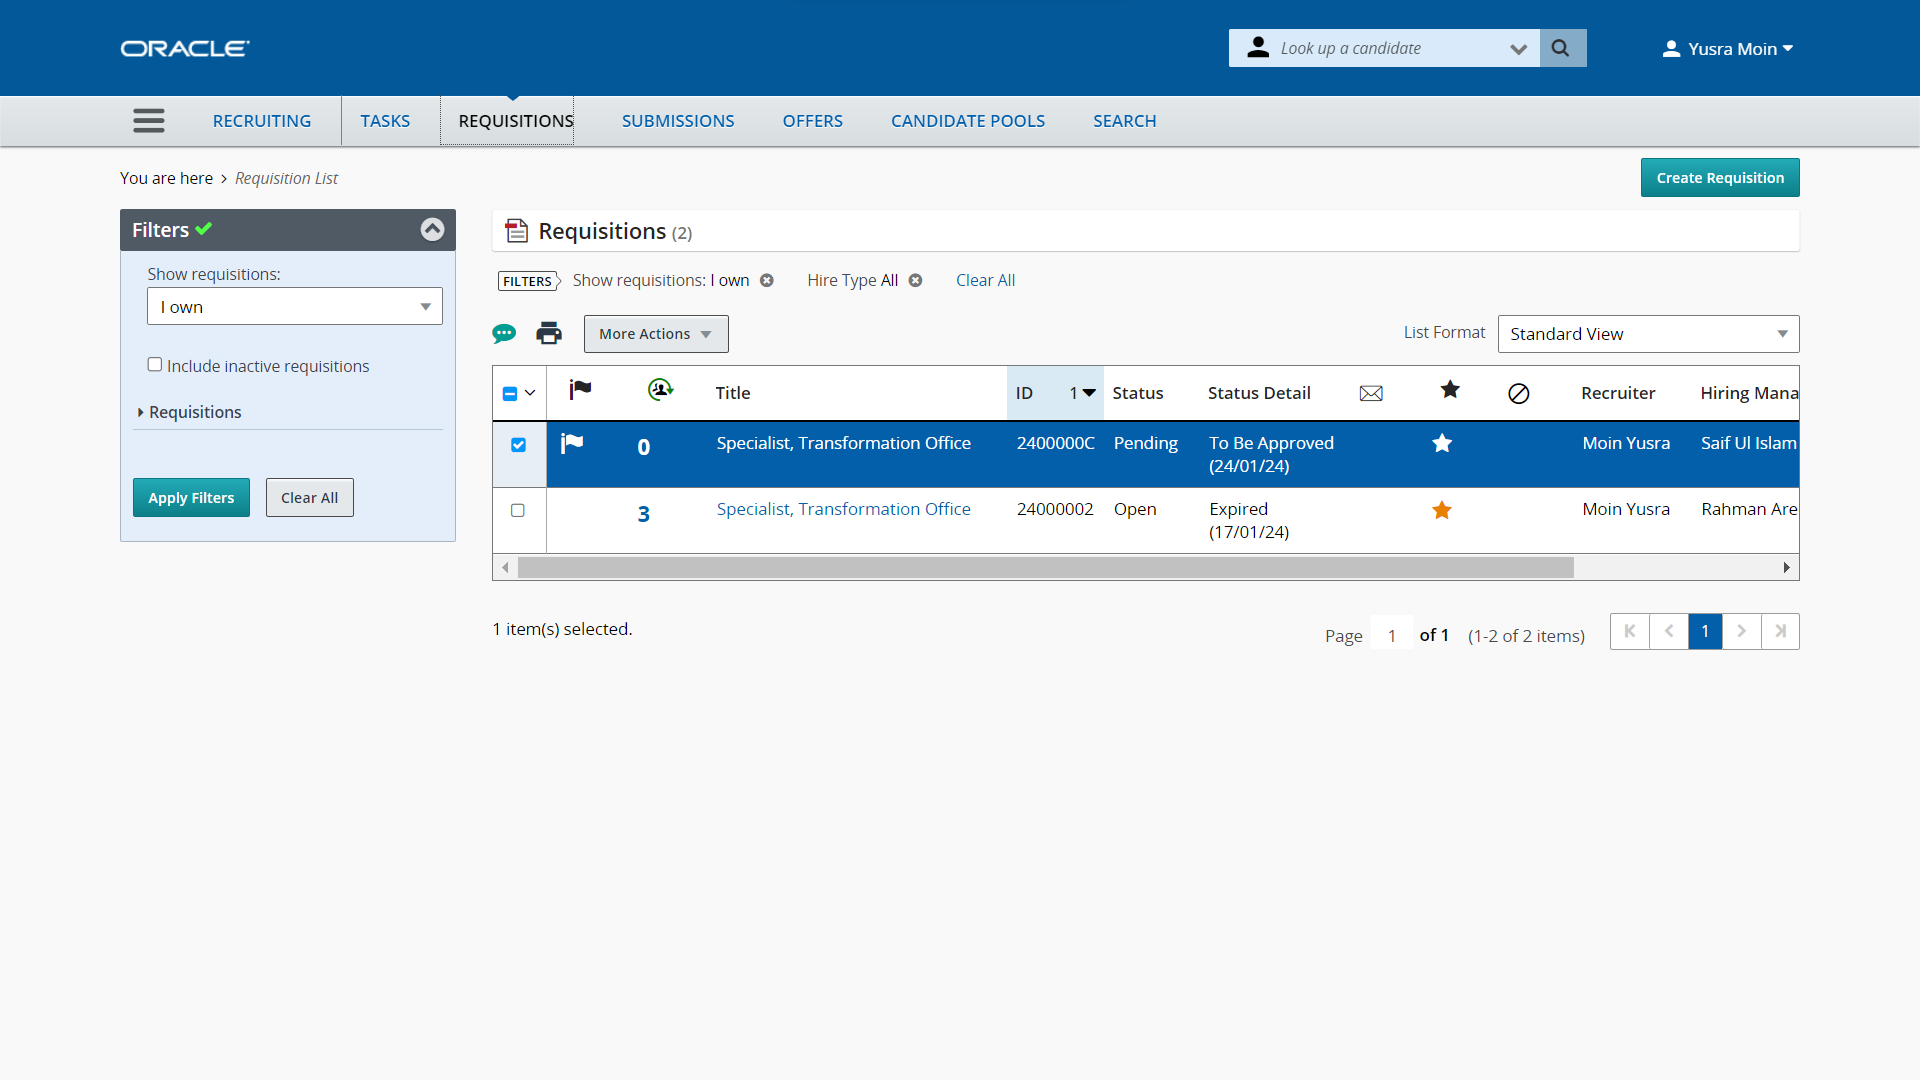 ORACLE
Look up a candidate
Yusra Moin
RECRUITING
TASKS
REQUISITIONS
SUBMISSIONS
OFFERS
CANDIDATE POOLS
SEARCH
You are here > Requisition List
Create Requisition
Filters
Show requisitions:
I own
Include inactive requisitions
Requisitions
Apply Filters
Clear All
Requisitions (2)
FILTERS
Show requisitions: I own
Hire Type All
Clear All
More Actions
List Format
Standard View
Title
ID 1
Status
Status Detail
Recruiter
Hiring Mana
0 Specialist, Transformation Office 2400000C Pending To Be Approved Moin Yusra Saif Ul Islam
(24/01/24)
3 Specialist, Transformation Office 24000002 Open Expired Moin Yusra Rahman Are
(17/01/24)
1 item(s) selected.
Page 1 of 1 (1-2 of 2 items)
1